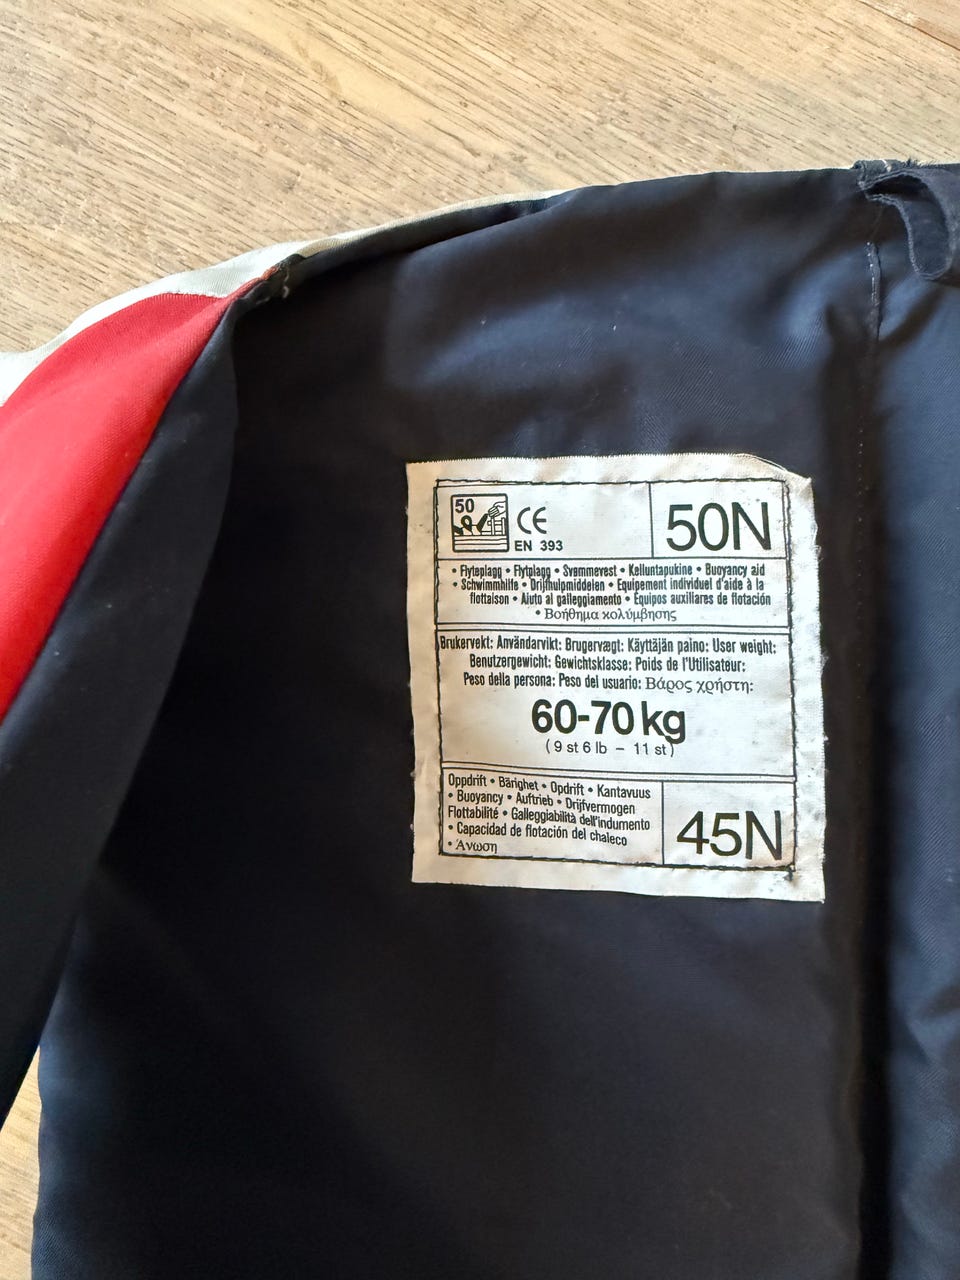 50
CE
EN 393
50N
• Flyteplagg • Flytplagg • Svømmevest • Kelluntapukine • Buoyancy aid
• Schwimmhilfe • Drijfhulpmiddelen • Equipement individuel d'aide à la
flottaison • Aiuto al galleggiamento • Equipos auxiliares de flotación
• Βοήθημα κολύμβησης
Brukervekt: Användarvikt: Brugervægt: Käyttäjän paino: User weight:
Benutzergewicht: Gewichtsklasse: Poids de l'Utilisateur:
Peso della persona: Peso del usuario: Βάρος χρήστη:
60-70 kg
(9 st 6 lb – 11 st)
Oppdrift • Bärighet • Opdrift • Kantavuus
• Buoyancy • Auftrieb • Drijfvermogen
Flottabilité • Galleggiabilità dell'indumento
• Capacidad de flotación del chaleco
• Άνωση
45N